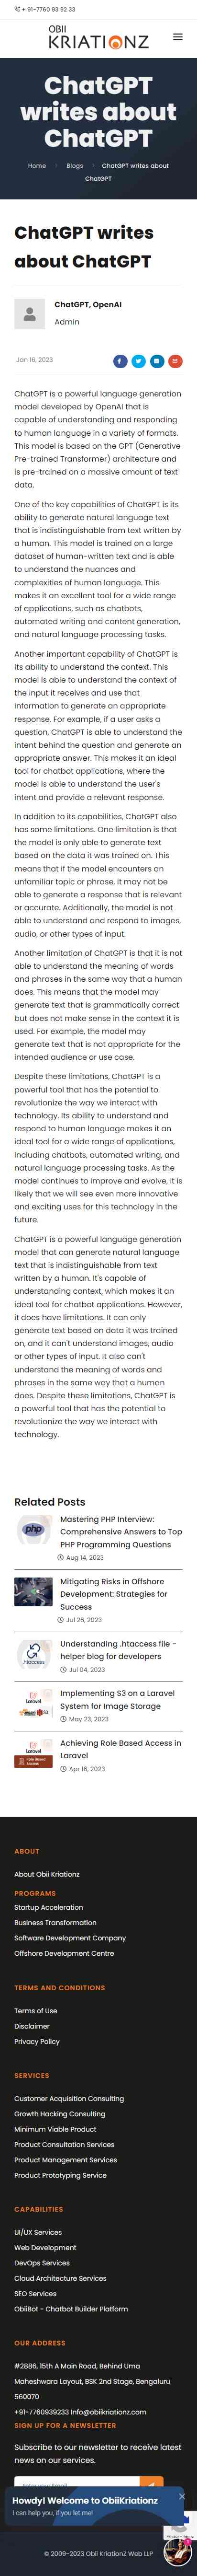 + 91-7760 93 92 33
OBII
KRIATIONZ
ChatGPT
writes about
ChatGPT
Home
Blogs
ChatGPT writes about
ChatGPT
ChatGPT writes
about ChatGPT
ChatGPT, OpenAI
Admin
Jan 16, 2023
ChatGPT is a powerful language generation
model developed by OpenAI that is
capable of understanding and responding
to human language in a variety of formats.
This model is based on the GPT (Generative
Pre-trained Transformer) architecture and
is pre-trained on a massive amount of text
data.
One of the key capabilities of ChatGPT is its
ability to generate natural language text
that is indistinguishable from text written by
a human. This model is trained on a large
dataset of human-written text and is able
to understand the nuances and
complexities of human language. This
makes it an excellent tool for a wide range
of applications, such as chatbots,
automated writing and content generation,
and natural language processing tasks.
Another important capability of ChatGPT is
its ability to understand the context. This
model is able to understand the context of
the input it receives and use that
information to generate an appropriate
response. For example, if a user asks a
question, ChatGPT is able to understand the
intent behind the question and generate an
appropriate answer. This makes it an ideal
tool for chatbot applications, where the
model is able to understand the user's
intent and provide a relevant response.
In addition to its capabilities, ChatGPT also
has some limitations. One limitation is that
the model is only able to generate text
based on the data it was trained on. This
means that if the model encounters an
unfamiliar topic or phrase, it may not be
able to generate a response that is relevant
or accurate. Additionally, the model is not
able to understand and respond to images,
audio, or other types of input.
Another limitation of ChatGPT is that it is not
able to understand the meaning of words
and phrases in the same way that a human
does. This means that the model may
generate text that is grammatically correct
but does not make sense in the context it is
used. For example, the model may
generate text that is not appropriate for the
intended audience or use case.
Despite these limitations, ChatGPT is a
powerful tool that has the potential to
revolutionize the way we interact with
technology. Its ability to understand and
respond to human language makes it an
ideal tool for a wide range of applications,
including chatbots, automated writing, and
natural language processing tasks. As the
model continues to improve and evolve, it is
likely that we will see even more innovative
and exciting uses for this technology in the
future.
ChatGPT is a powerful language generation
model that can generate natural language
text that is indistinguishable from text
written by a human. It's capable of
understanding context, which makes it an
ideal tool for chatbot applications. However,
it does have limitations. It can only
generate text based on data it was trained
on, and it can't understand images, audio
or other types of input. It also can't
understand the meaning of words and
phrases in the same way that a human
does. Despite these limitations, ChatGPT is
a powerful tool that has the potential to
revolutionize the way we interact with
technology.
Related Posts
Mastering PHP Interview:
Comprehensive Answers to Top
PHP Programming Questions
Aug 14, 2023
Mitigating Risks in Offshore
Development: Strategies for
Success
Jul 26, 2023
Understanding .htaccess file -
helper blog for developers
Jul 04, 2023
Implementing S3 on a Laravel
System for Image Storage
May 23, 2023
Achieving Role Based Access in
Laravel
Apr 16, 2023
ABOUT
About Obii Kriationz
PROGRAMS
Startup Acceleration
Business Transformation
Software Development Company
Offshore Development Centre
TERMS AND CONDITIONS
Terms of Use
Disclaimer
Privacy Policy
SERVICES
Customer Acquisition Consulting
Growth Hacking Consulting
Minimum Viable Product
Product Consultation Services
Product Management Services
Product Prototyping Service
CAPABILITIES
UI/UX Services
Web Development
DevOps Services
Cloud Architecture Services
SEO Services
ObiiBot - Chatbot Builder Platform
OUR ADDRESS
#2886, 15th A Main Road, Behind Uma
Maheshwara Layout, BSK 2nd Stage, Bengaluru
560070
+91-7760939233 Info@obiikriationz.com
SIGN UP FOR A NEWSLETTER
Subscribe to our newsletter to receive latest
news on our services.
Howdy! Welcome to ObiiKriationz
I can help you, if you let me!
© 2009-2023 Obii KriationZ Web LLP